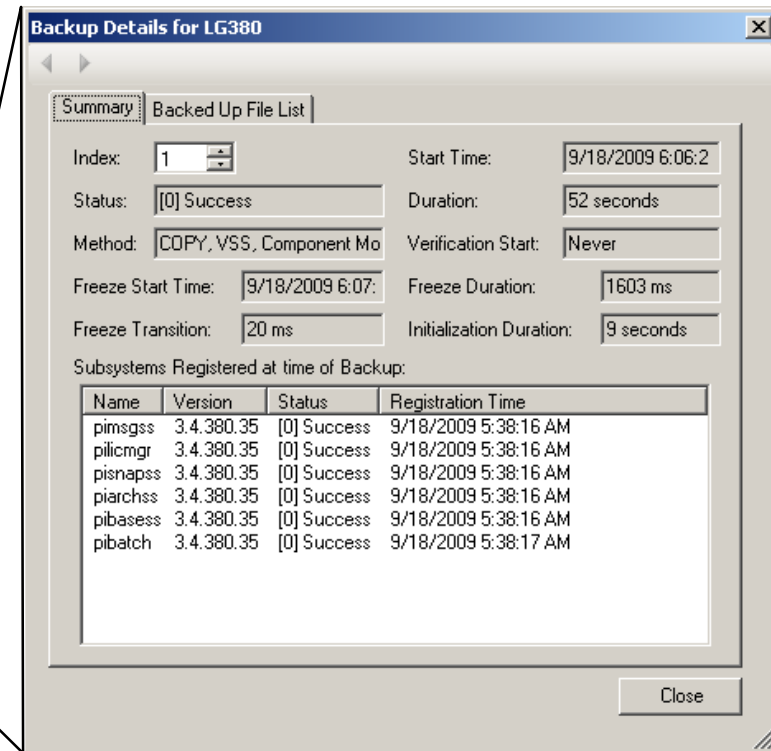 Backup Details for LG380
Summary Backed Up File List
Index: 1 Start Time: 9/18/2009 6:06:2
Status: [0] Success Duration: 52 seconds
Method: COPY, VSS, Component Mo Verification Start: Never
Freeze Start Time: 9/18/2009 6:07: Freeze Duration: 1603 ms
Freeze Transition: 20 ms Initialization Duration: 9 seconds
Subsystems Registered at time of Backup:
Name Version Status Registration Time
pimsgss 3.4.380.35 [0] Success 9/18/2009 5:38:16 AM
pilicmgr 3.4.380.35 [0] Success 9/18/2009 5:38:16 AM
pisnapss 3.4.380.35 [0] Success 9/18/2009 5:38:16 AM
piarchss 3.4.380.35 [0] Success 9/18/2009 5:38:16 AM
pibasess 3.4.380.35 [0] Success 9/18/2009 5:38:16 AM
pibatch 3.4.380.35 [0] Success 9/18/2009 5:38:17 AM
Close